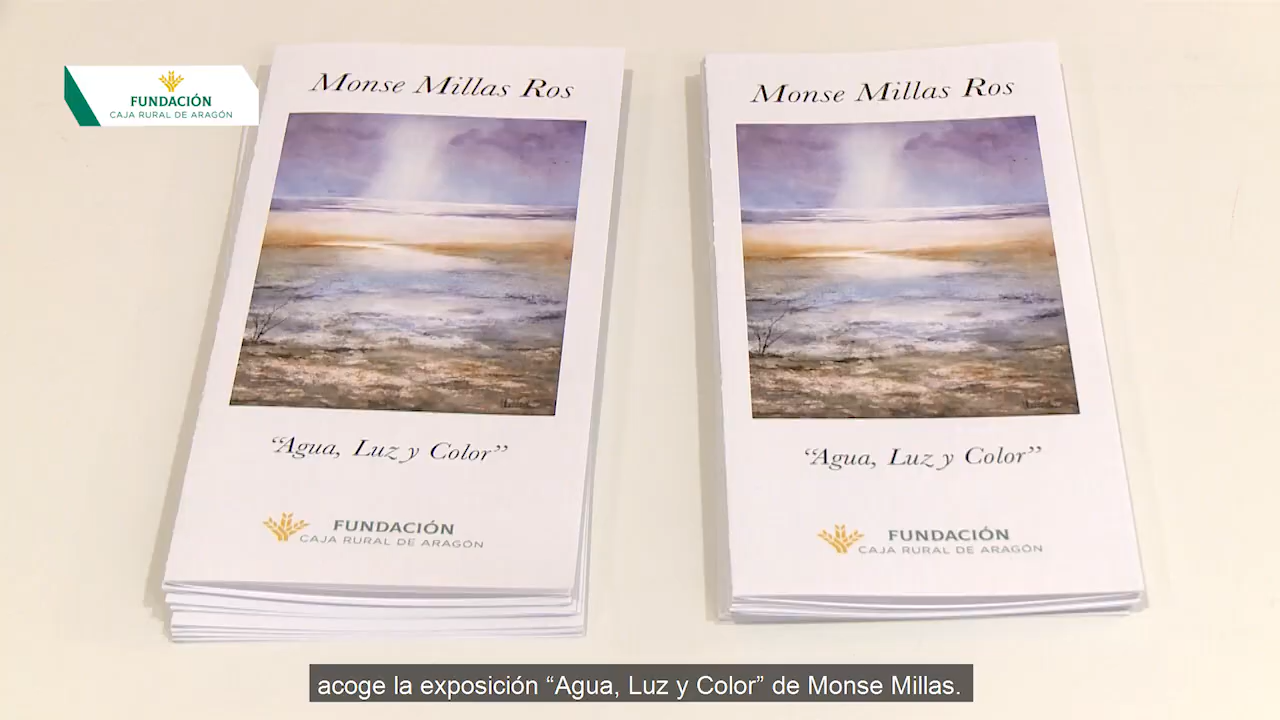 FUNDACIÓN
CAJA RURAL DE ARAGÓN
Monse Millas Ros
“Agua, Luz y Color”
FUNDACIÓN
CAJA RURAL DE ARAGÓN
Monse Millas Ros
“Agua, Luz y Color”
FUNDACIÓN
CAJA RURAL DE ARAGÓN
acoge la exposición “Agua, Luz y Color” de Monse Millas.